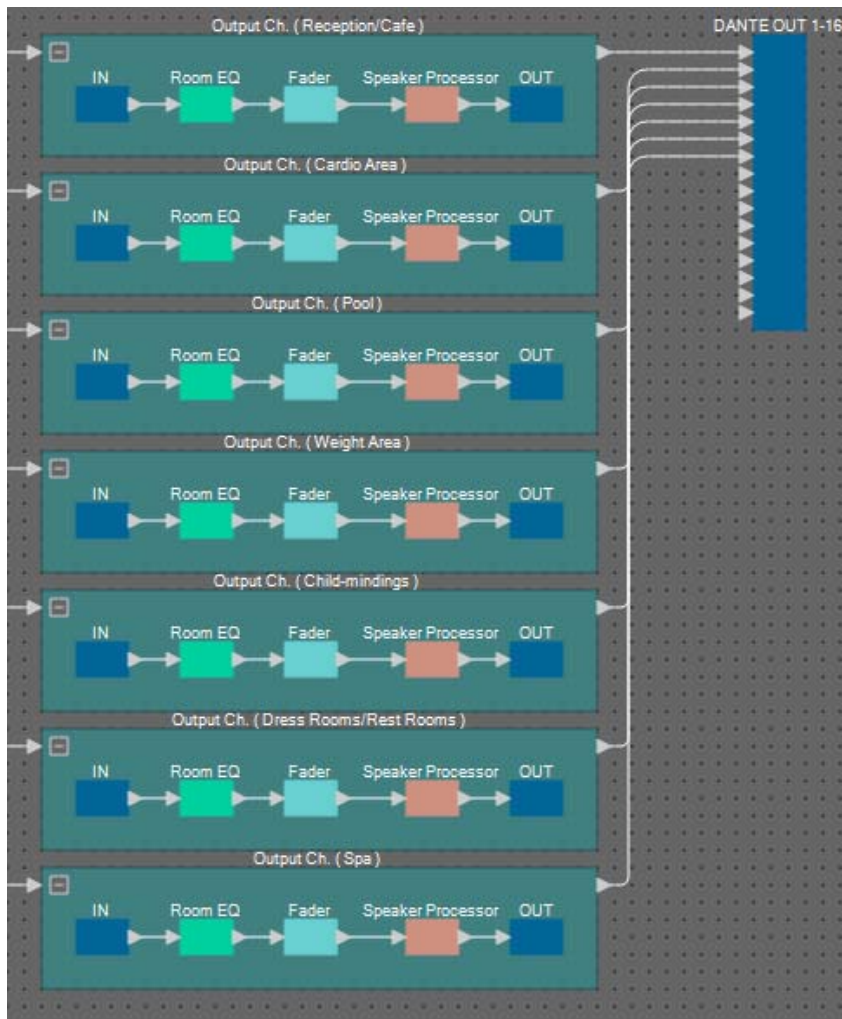 Output Ch. ( Reception/Cafe )
DANTE OUT 1-16
IN Room EQ Fader Speaker Processor OUT
Output Ch. ( Cardio Area )
IN Room EQ Fader Speaker Processor OUT
Output Ch. ( Pool )
IN Room EQ Fader Speaker Processor OUT
Output Ch. ( Weight Area )
IN Room EQ Fader Speaker Processor OUT
Output Ch. ( Child-mindings )
IN Room EQ Fader Speaker Processor OUT
Output Ch. ( Dress Rooms/Rest Rooms )
IN Room EQ Fader Speaker Processor OUT
Output Ch. ( Spa )
IN Room EQ Fader Speaker Processor OUT